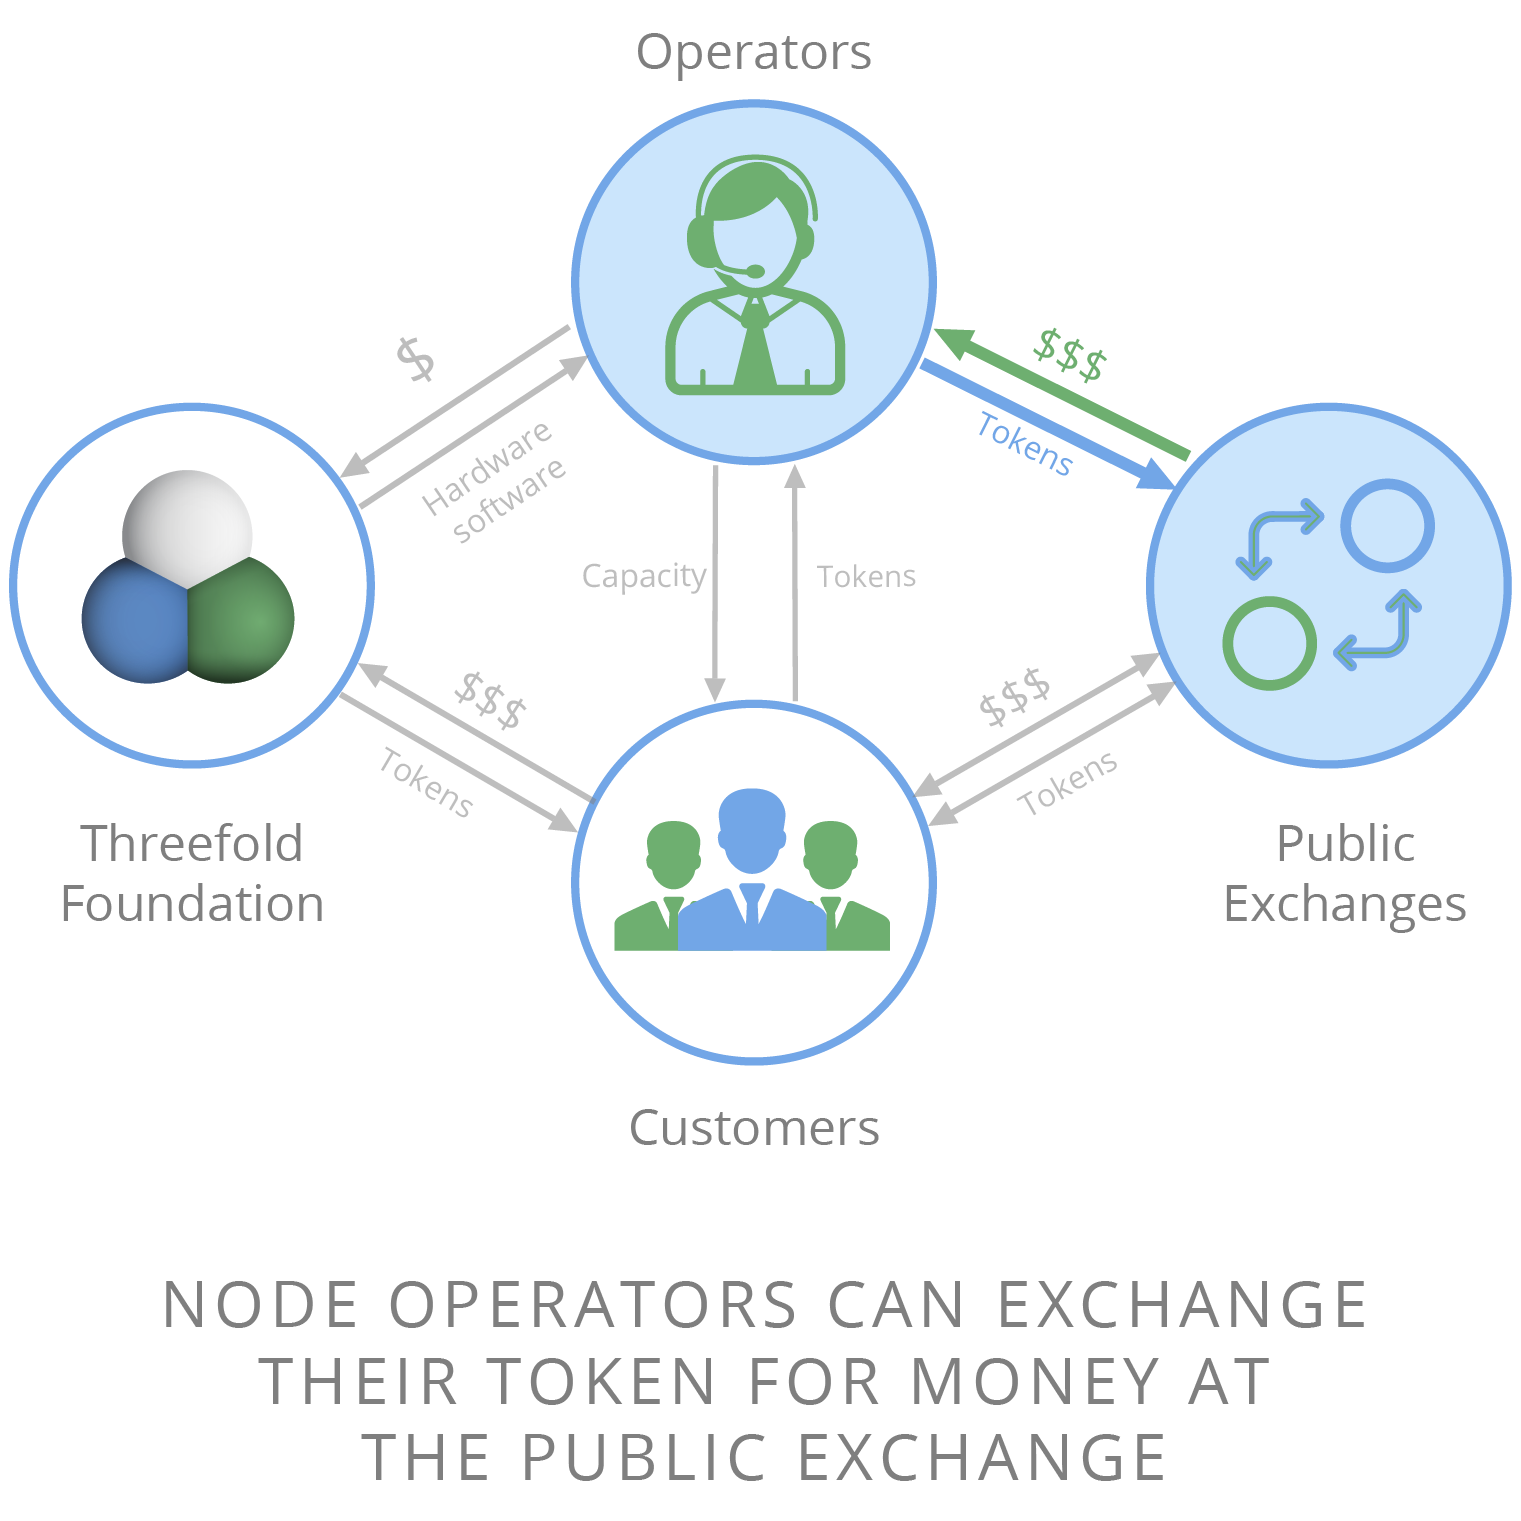 Operators
$
$$$
Hardware
software
Tokens
Capacity
Tokens
$$$
$$$
Tokens
Tokens
Threefold
Foundation
Public
Exchanges
Customers
NODE OPERATORS CAN EXCHANGE
THEIR TOKEN FOR MONEY AT
THE PUBLIC EXCHANGE